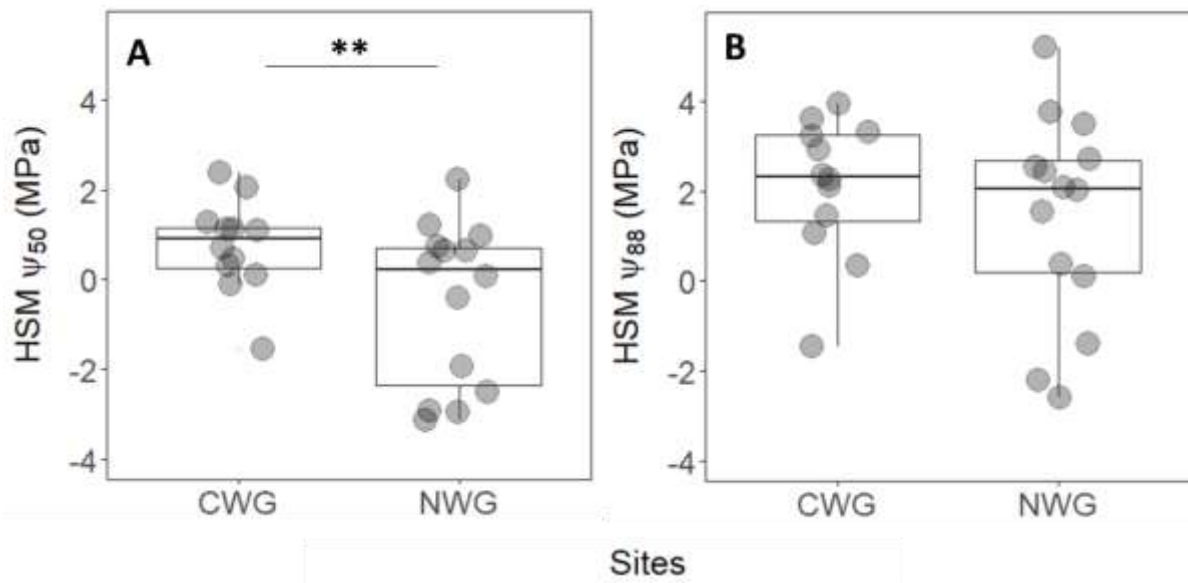 A
**
HSM ψ50 (MPa)
4
2
0
-2
-4
CWG
NWG
B
HSM ψ88 (MPa)
4
2
0
-2
-4
CWG
NWG
Sites